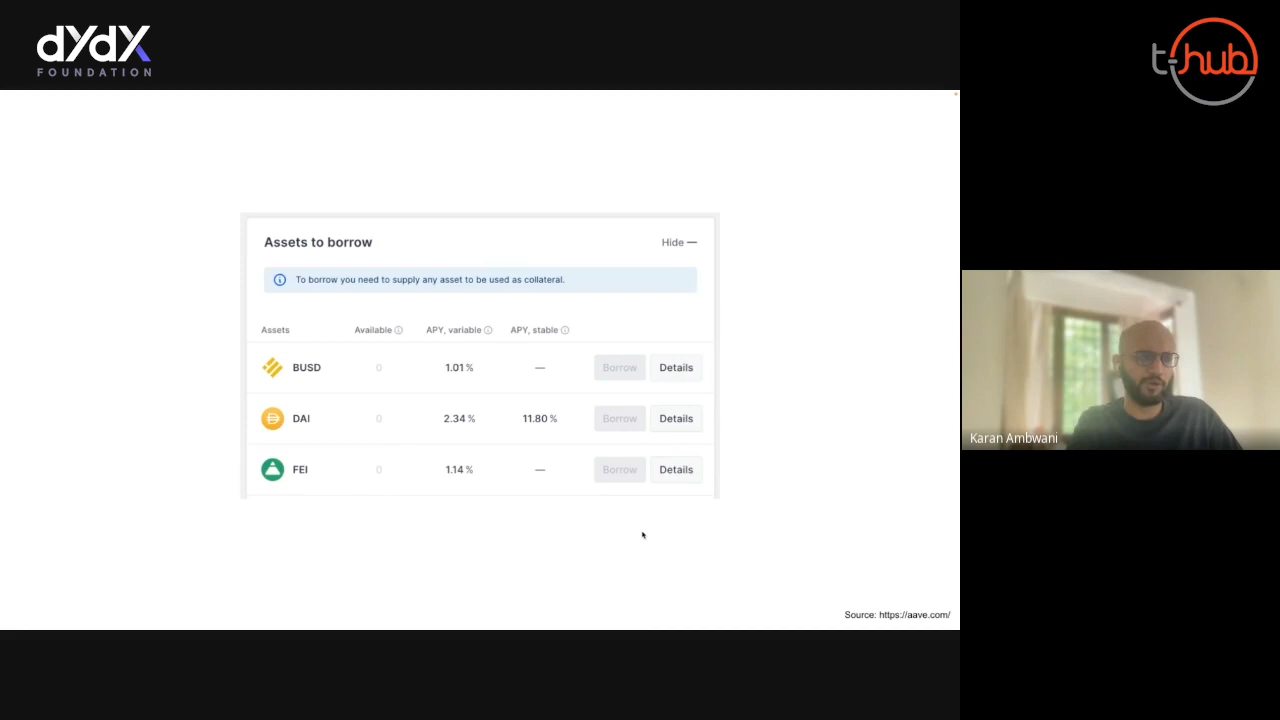 dYdX
FOUNDATION
t-hub
Assets to borrow
Hide —
To borrow you need to supply any asset to be used as collateral.
Assets Available APY, variable APY, stable
BUSD 0 1.01 % — Borrow Details
DAI 0 2.34 % 11.80 % Borrow Details
FEI 0 1.14 % — Borrow Details
Karan Ambwani
Source: https://aave.com/